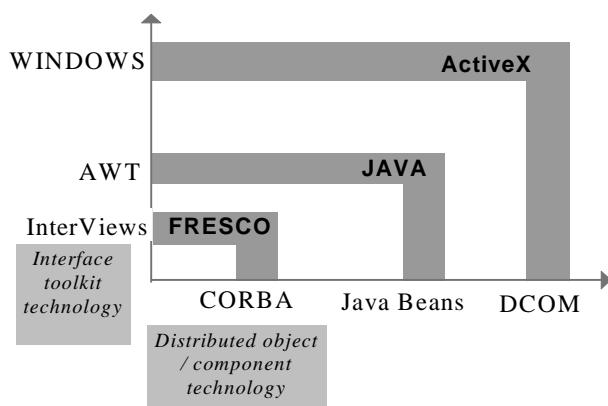 WINDOWS
ActiveX
AWT
JAVA
InterViews
FRESCO
Interface
toolkit
technology
CORBA
Java Beans
DCOM
Distributed object
/ component
technology